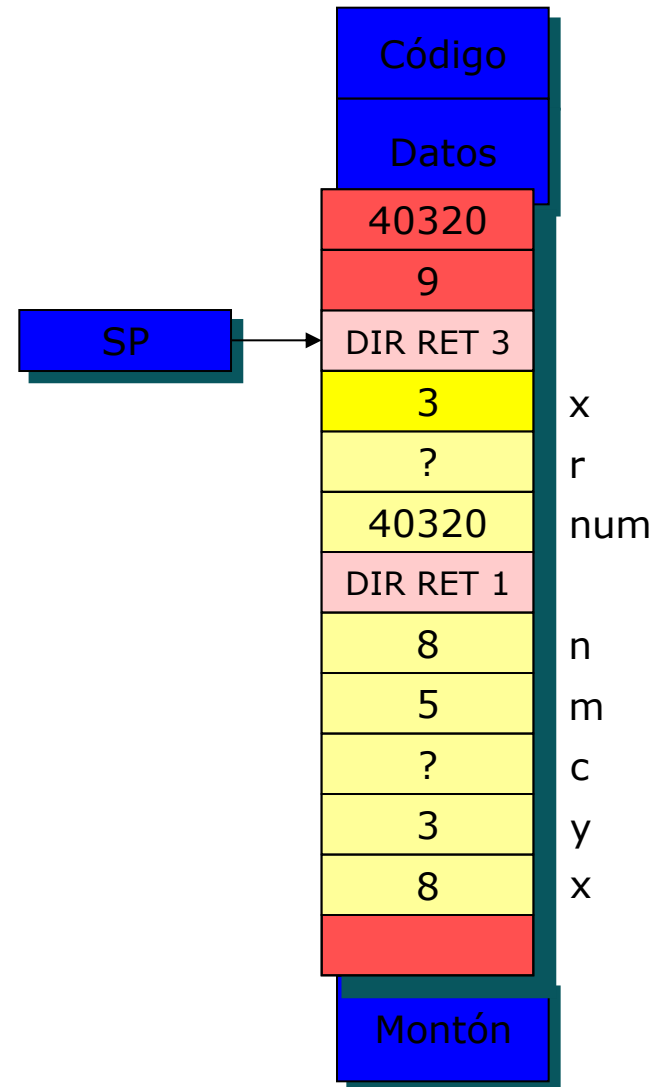 Código
Datos
40320
9
SP
DIR RET 3
3 x
? r
40320 num
DIR RET 1
8 n
5 m
? c
3 y
8 x
Montón